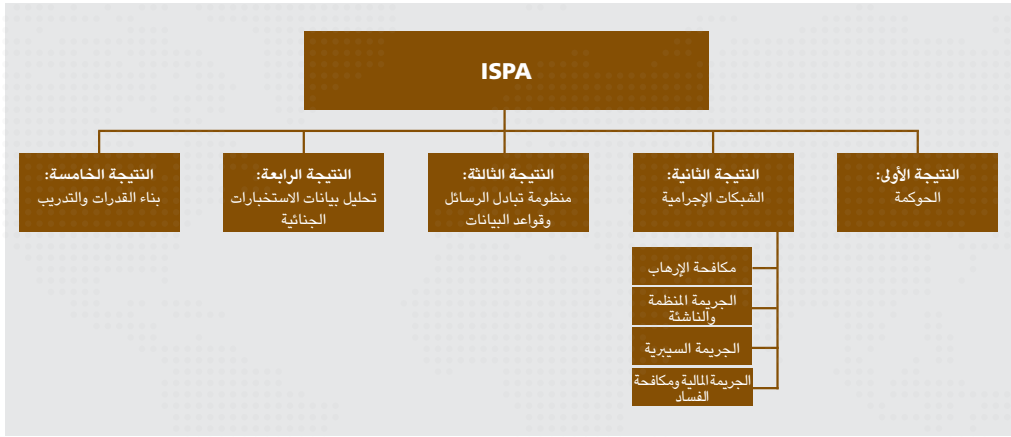 ISPA
النتيجة الأولى:
الحوكمة
النتيجة الثانية:
الشبكات الإجرامية
مكافحة الإرهاب
الجريمة المنظمة
والناشئة
الجريمة السيبرية
الجريمة المالية ومكافحة
الفساد
النتيجة الثالثة:
منظومة تبادل الرسائل
وقواعد البيانات
النتيجة الرابعة:
تحليل بيانات الاستخبارات
الجنائية
النتيجة الخامسة:
بناء القدرات والتدريب